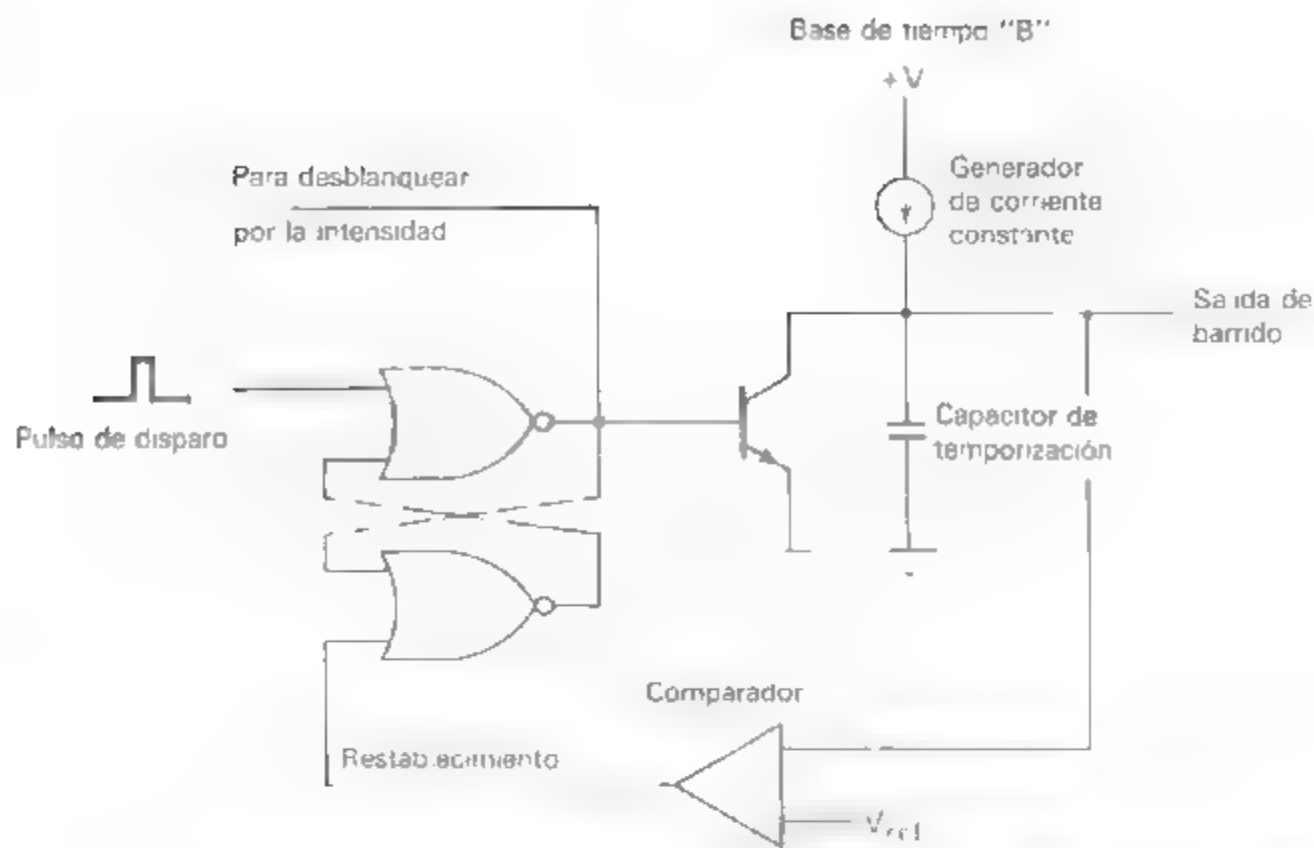 Base de tiempo "B"
+V
Para desblanquear
por la intensidad
Generador
de corriente
constante
Salida de
barrido
Pulso de disparo
Capacitor de
temporización
Comparador
Restablecimiento
Vref